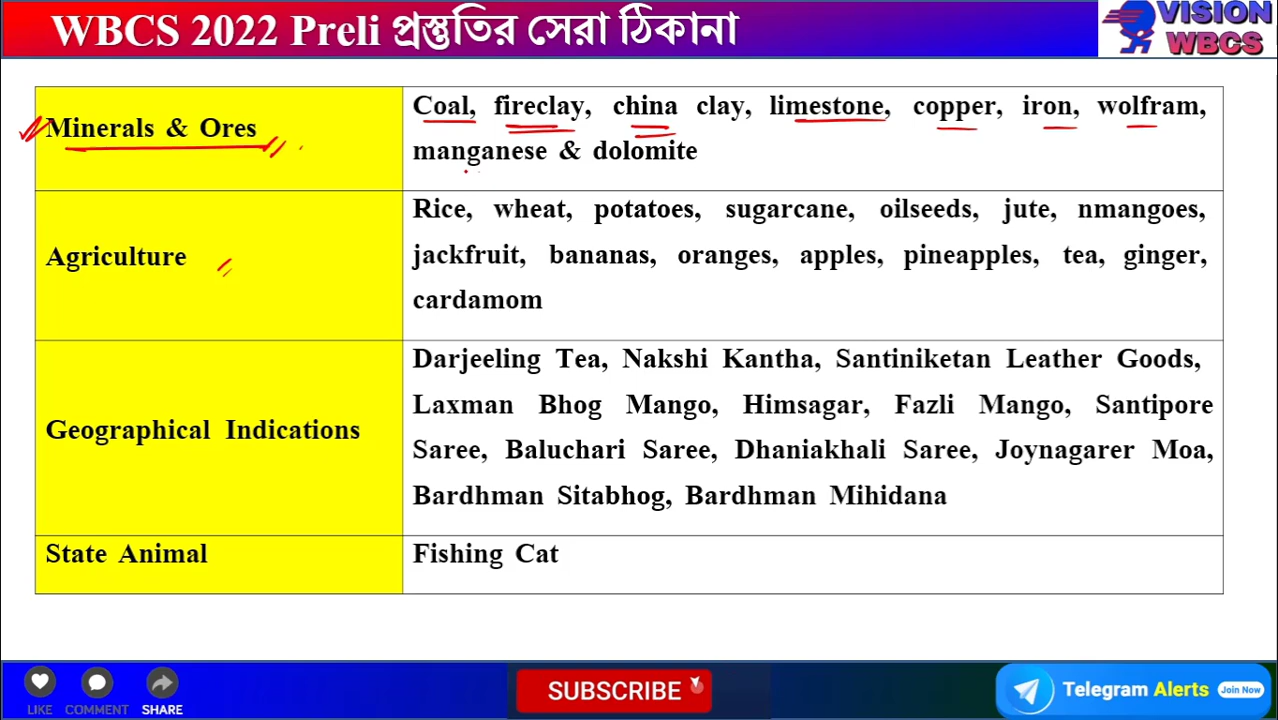 WBCS 2022 Preli প্রস্তুতির সেরা ঠিকানা
VISION
WBCS
Minerals & Ores
Coal, fireclay, china clay, limestone, copper, iron, wolfram,
manganese & dolomite
Agriculture
Rice, wheat, potatoes, sugarcane, oilseeds, jute, nmangoes,
jackfruit, bananas, oranges, apples, pineapples, tea, ginger,
cardamom
Geographical Indications
Darjeeling Tea, Nakshi Kantha, Santiniketan Leather Goods,
Laxman Bhog Mango, Himsagar, Fazli Mango, Santipore
Saree, Baluchari Saree, Dhaniakhali Saree, Joynagarer Moa,
Bardhman Sitabhog, Bardhman Mihidana
State Animal
Fishing Cat
LIKE
COMMENT
SHARE
SUBSCRIBE
Telegram Alerts
Join Now